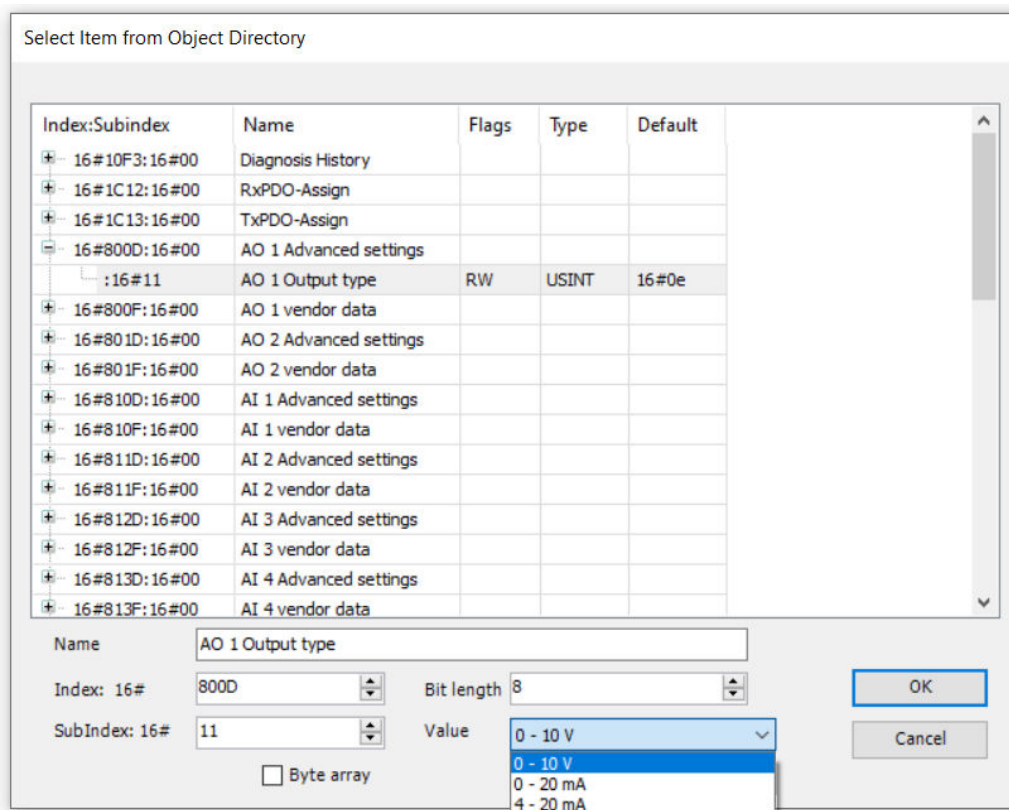 Select Item from Object Directory
Index:Subindex Name Flags Type Default
16#10F3:16#00 Diagnosis History
16#1C12:16#00 RxPDO-Assign
16#1C13:16#00 TxPDO-Assign
16#800D:16#00 AO 1 Advanced settings
:16#11 AO 1 Output type RW USINT 16#0e
16#800F:16#00 AO 1 vendor data
16#801D:16#00 AO 2 Advanced settings
16#801F:16#00 AO 2 vendor data
16#810D:16#00 AI 1 Advanced settings
16#810F:16#00 AI 1 vendor data
16#811D:16#00 AI 2 Advanced settings
16#811F:16#00 AI 2 vendor data
16#812D:16#00 AI 3 Advanced settings
16#812F:16#00 AI 3 vendor data
16#813D:16#00 AI 4 Advanced settings
16#813F:16#00 AI 4 vendor data
Name AO 1 Output type
Index: 16# 800D Bit length 8 OK
SubIndex: 16# 11 Value 0 - 10 V Cancel
Byte array 0 - 10 V
0 - 20 mA
4 - 20 mA